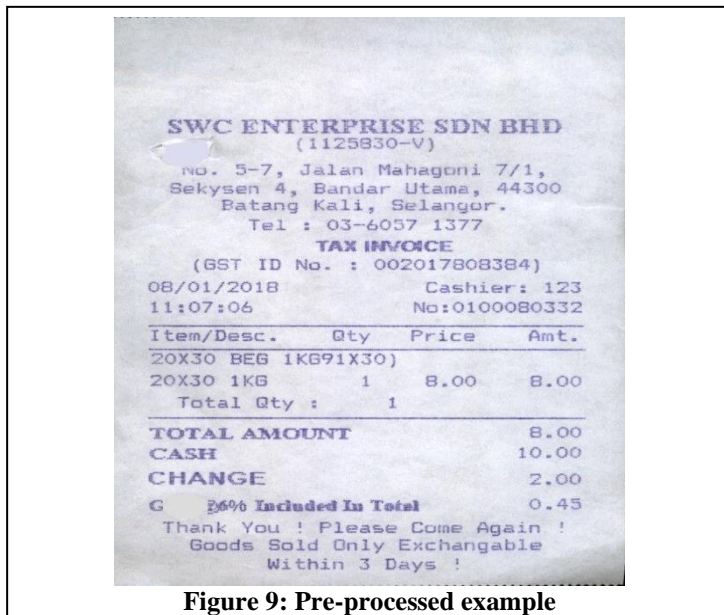 SWC ENTERPRISE SDN BHD
(1125830-V)
No. 5-7, Jalan Mahagoni 7/1,
Sekysen 4, Bandar Utama, 44300
Batang Kali, Selangor.
Tel : 03-6057 1377
TAX INVOICE
(GST ID No. : 002017808384)
08/01/2018 Cashier: 123
11:07:06 No:0100080332
Item/Desc. Qty Price Amt.
20X30 BEG 1KG91X30)
20X30 1KG 1 8.00 8.00
Total Qty : 1
TOTAL AMOUNT 8.00
CASH 10.00
CHANGE 2.00
6% Included In Total 0.45
Thank You ! Please Come Again !
Goods Sold Only Exchangable
Within 3 Days !
Figure 9: Pre-processed example